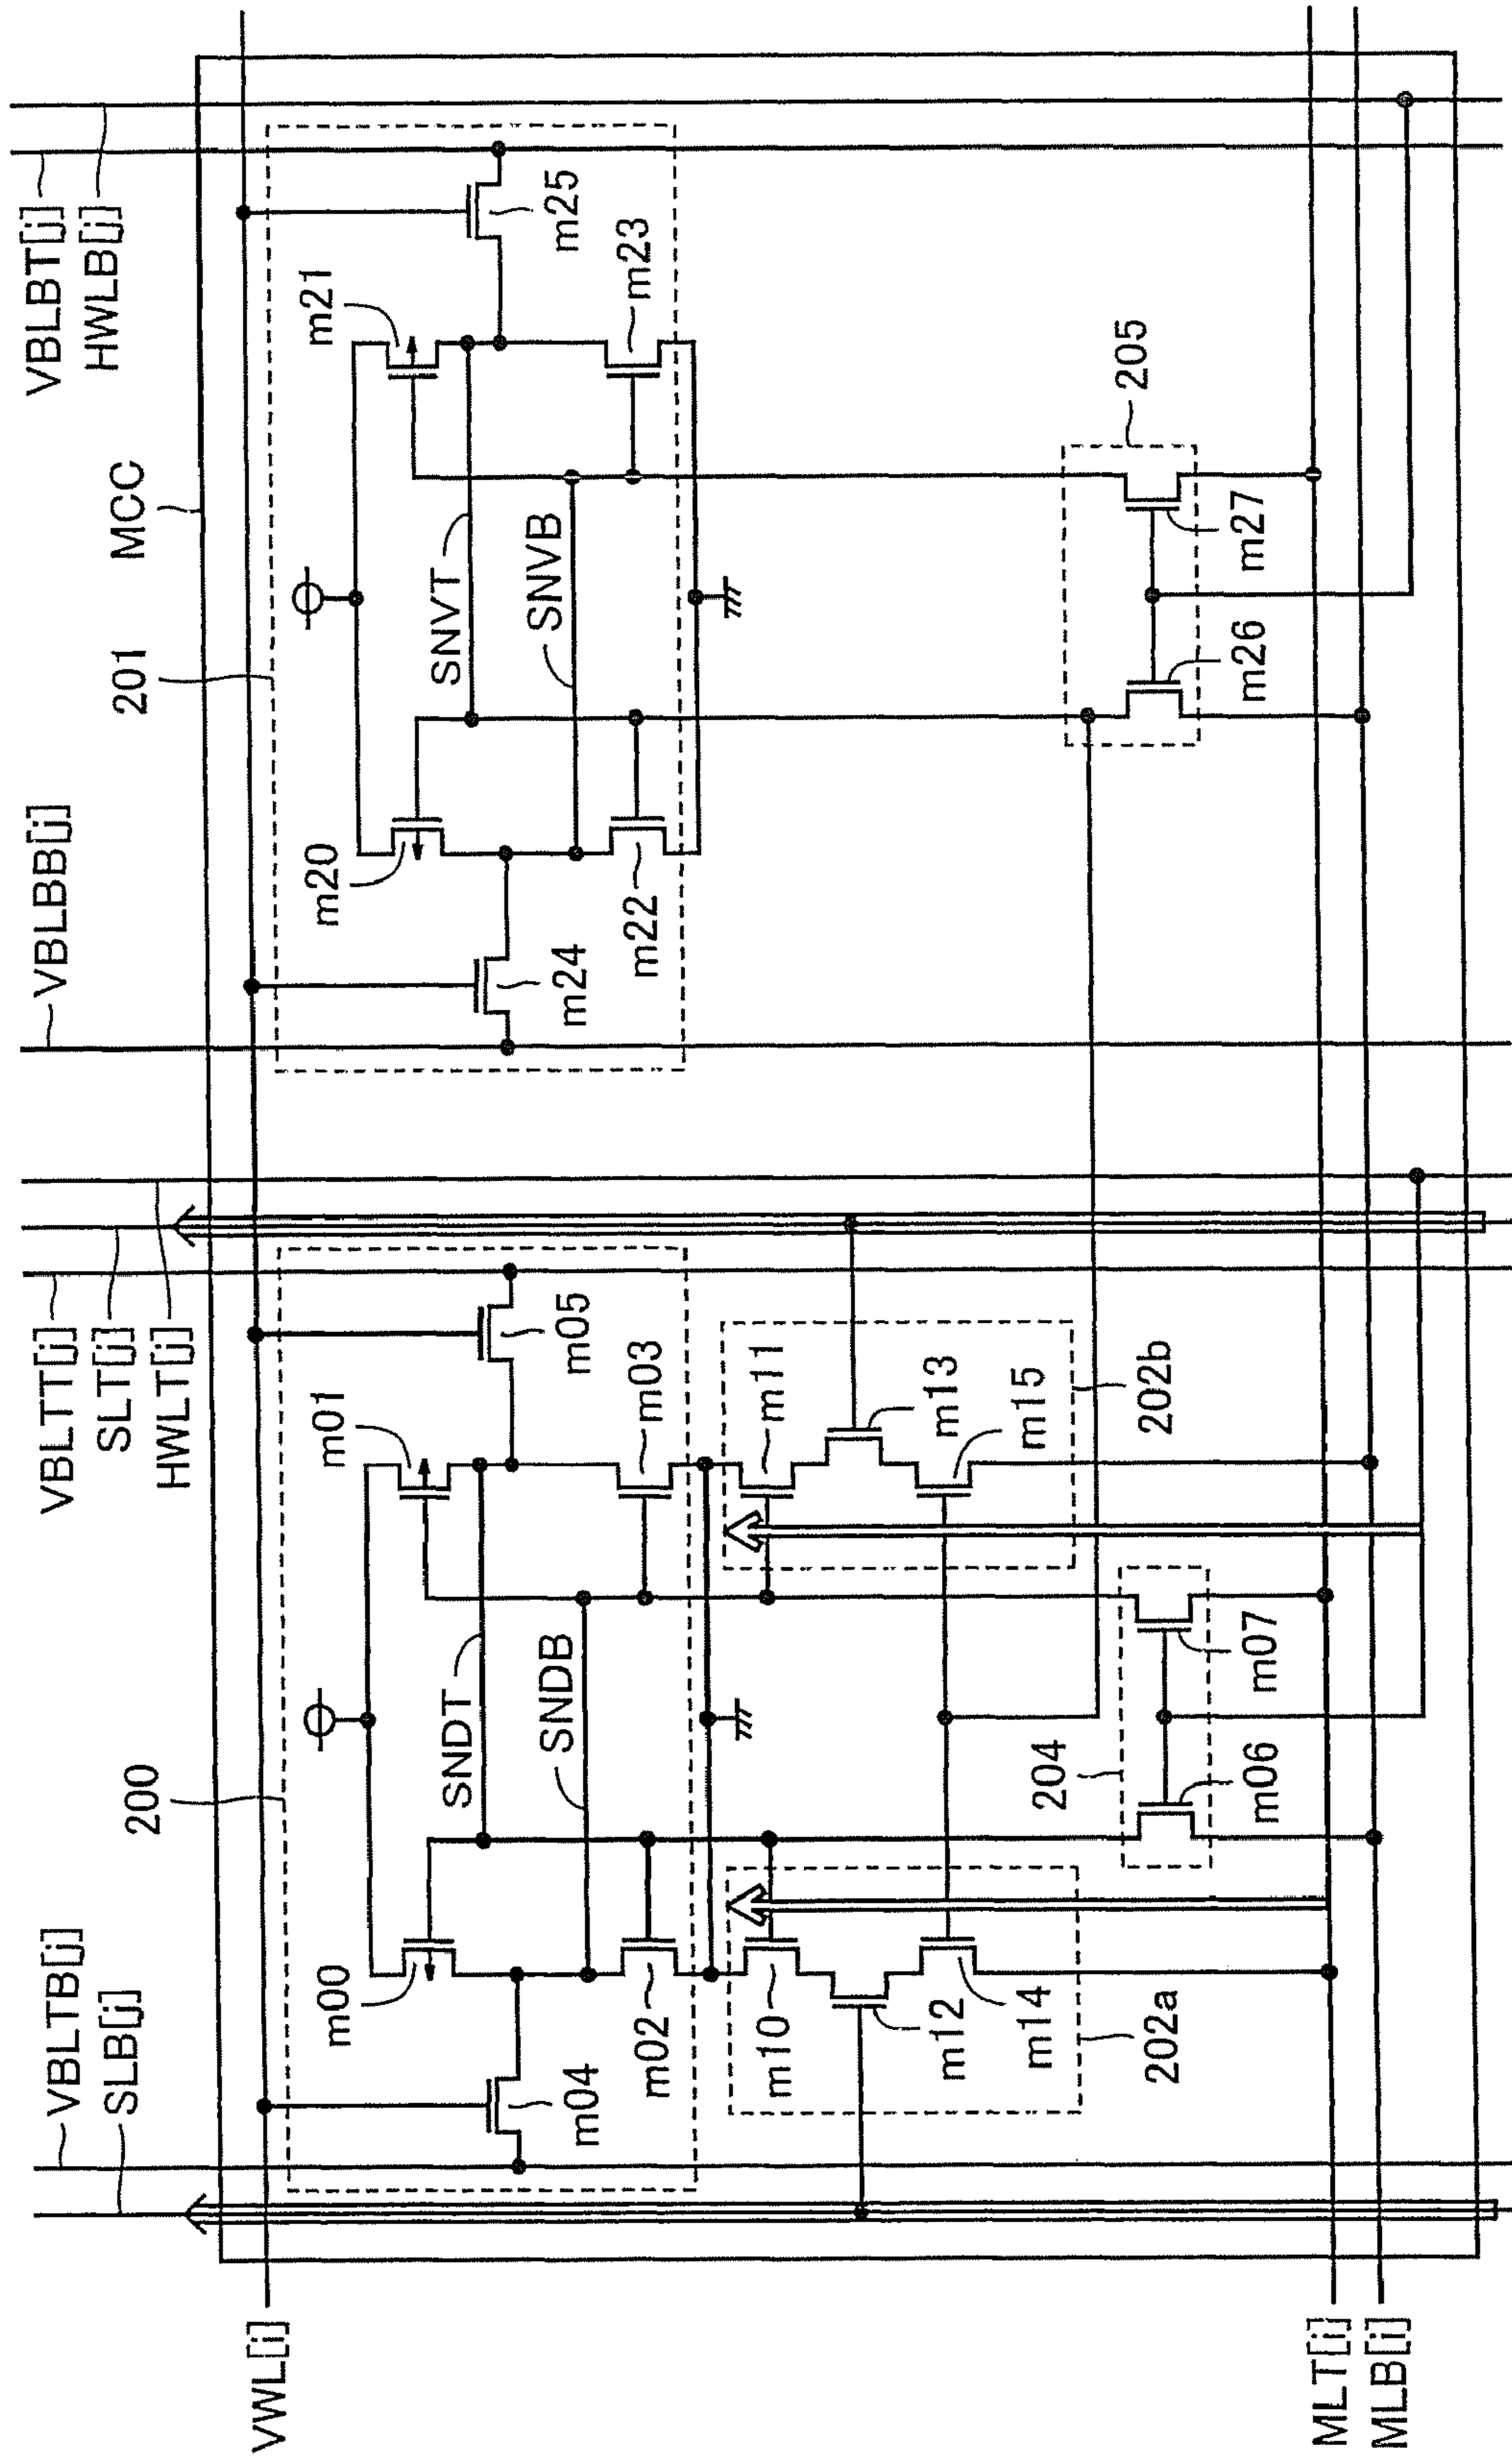 VBLTB[j]
SLB[j]
VBLTT[j]
SLT[j]
HWLT[j]
VBLBB[j]
VBLBT[j]
HWLB[j]
200
201
MCC
VWL[i]
m00
m01
m20
m21
m04
m05
m24
m25
SNDT
SNDB
SNVT
SNVB
m02
m03
m22
m23
m10
m11
m12
m13
m14
m15
202a
202b
204
205
m06
m07
m26
m27
MLT[i]
MLB[i]